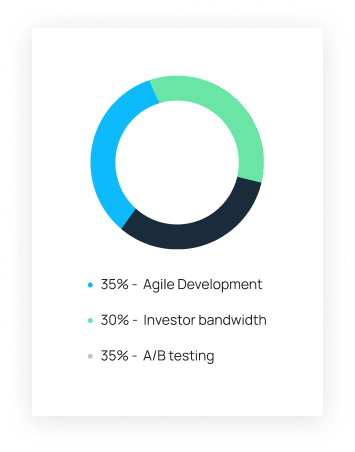 35% - Agile Development
30% - Investor bandwidth
35% - A/B testing